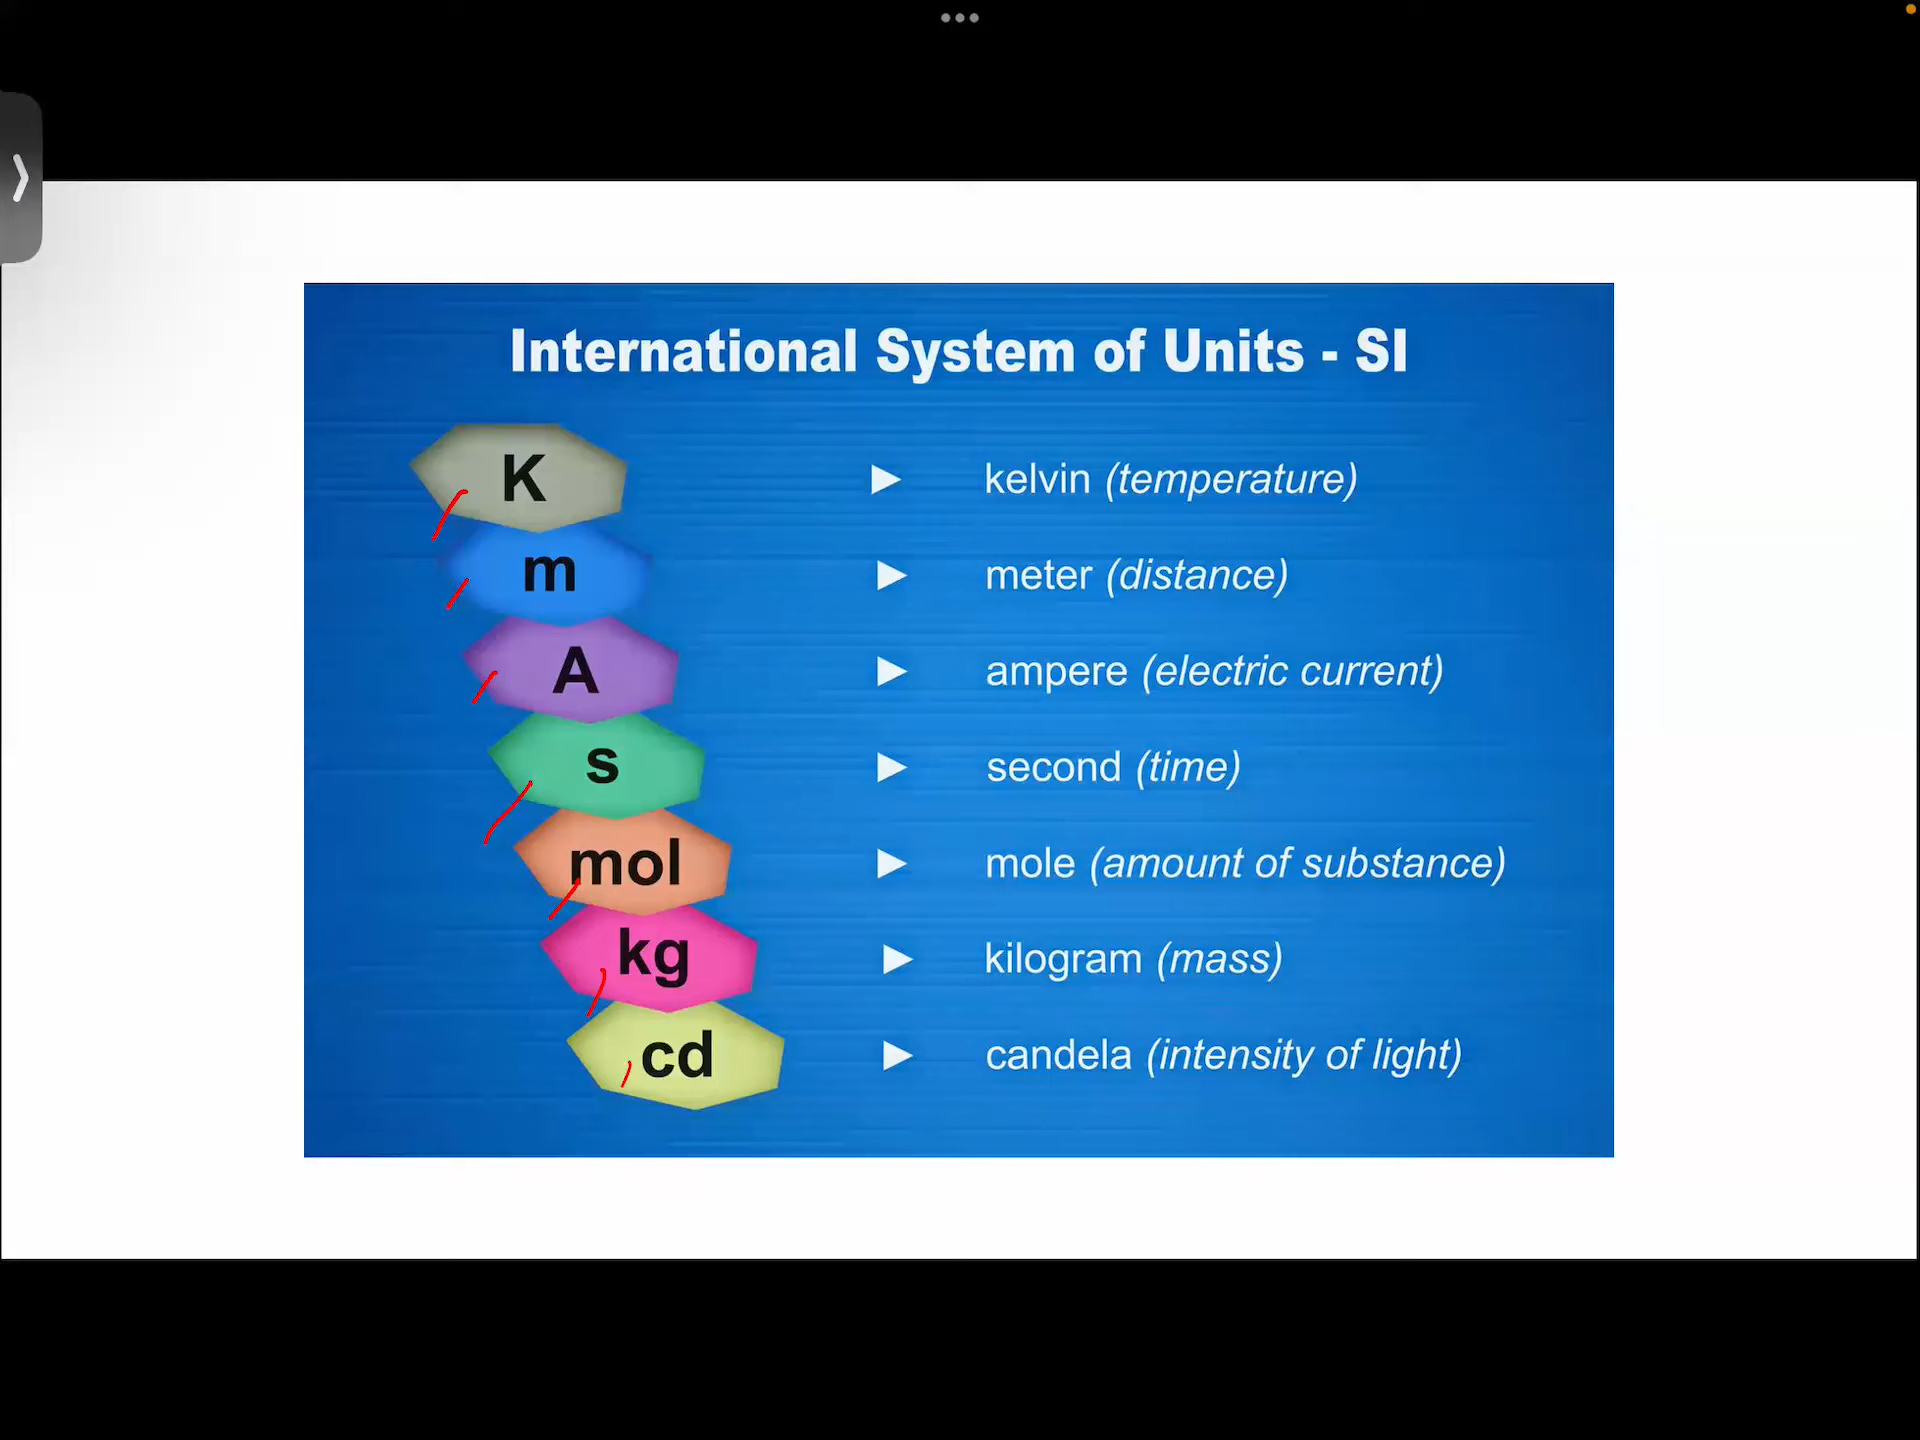 International System of Units - SI
K ▶ kelvin (temperature)
m ▶ meter (distance)
A ▶ ampere (electric current)
s ▶ second (time)
mol ▶ mole (amount of substance)
kg ▶ kilogram (mass)
cd ▶ candela (intensity of light)